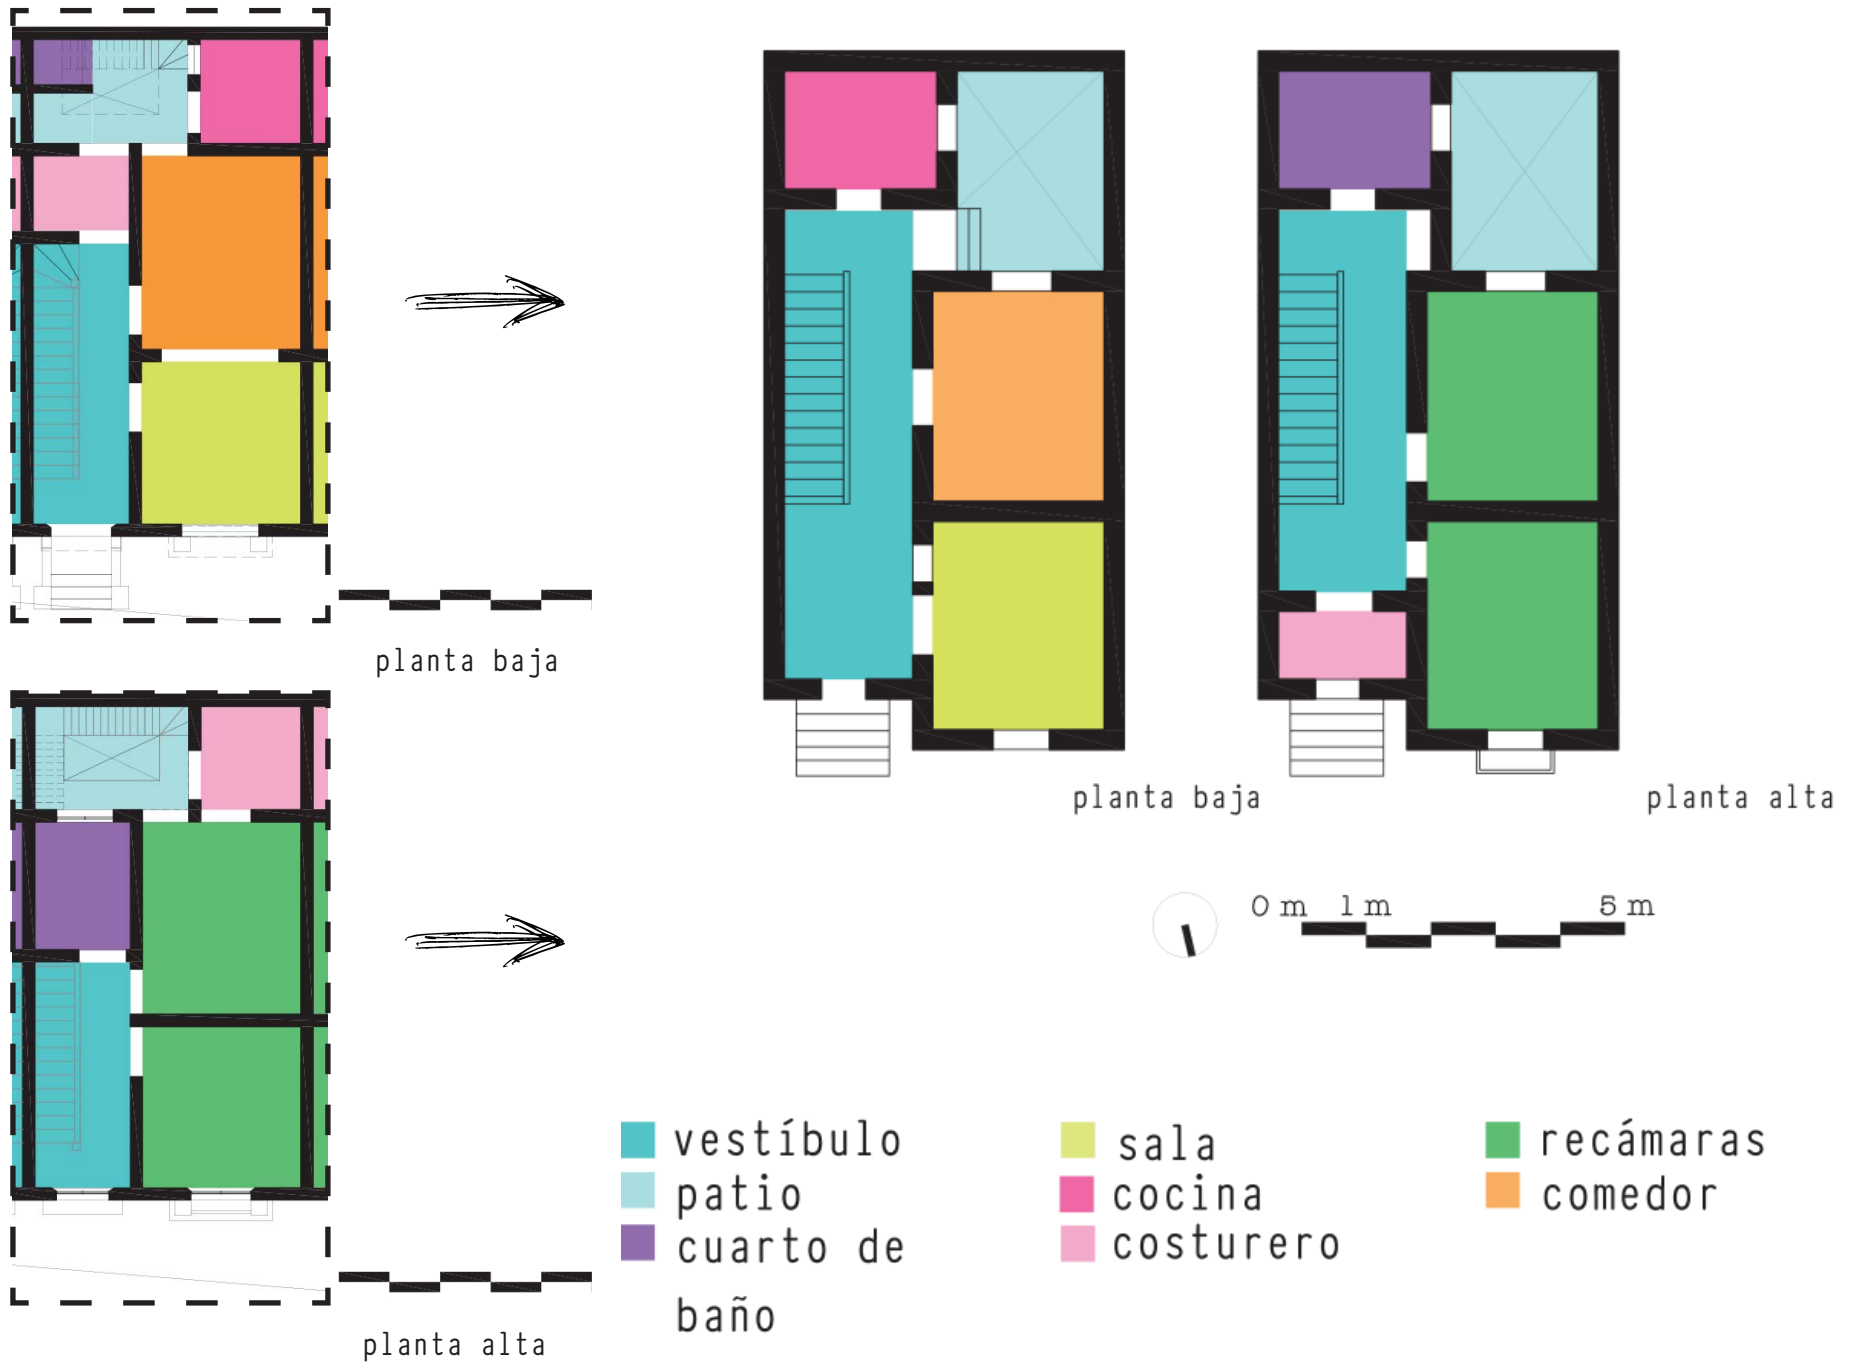 planta baja
planta baja
planta alta
0 m 1 m 5 m
vestíbulo
patio
cuarto de
baño
sala
cocina
costurero
recámaras
comedor
planta alta